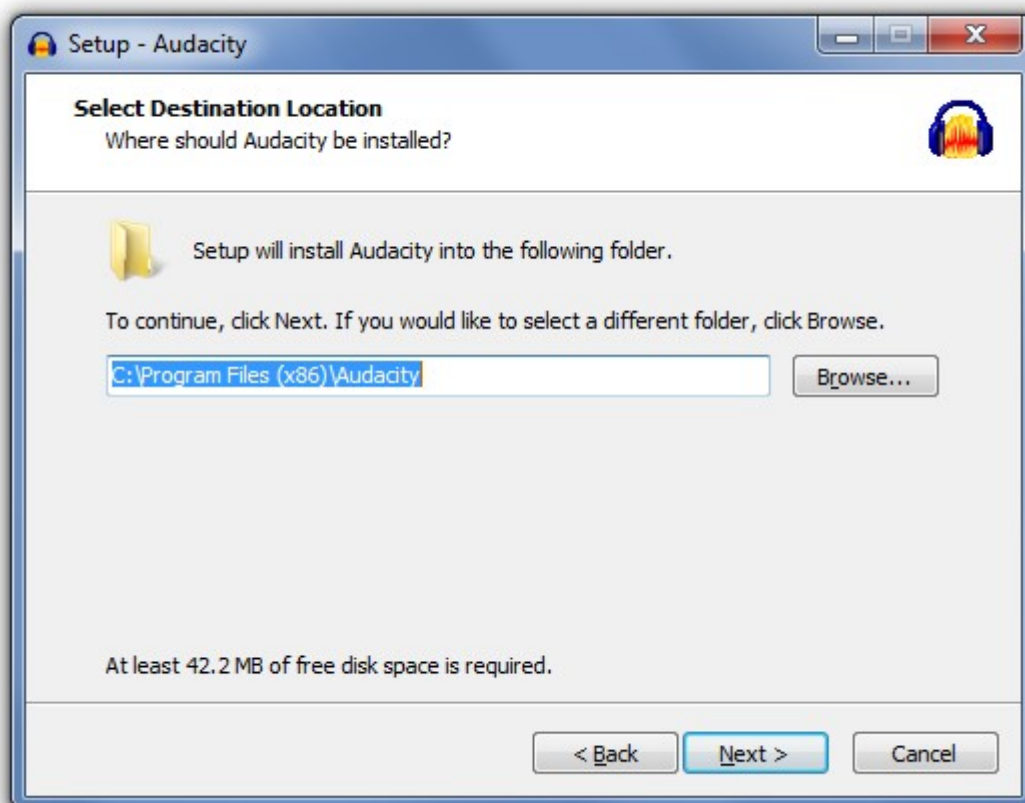 Setup - Audacity
Select Destination Location
Where should Audacity be installed?
Setup will install Audacity into the following folder.
To continue, click Next. If you would like to select a different folder, click Browse.
C:\Program Files (x86)\Audacity
Browse...
At least 42.2 MB of free disk space is required.
< Back
Next >
Cancel